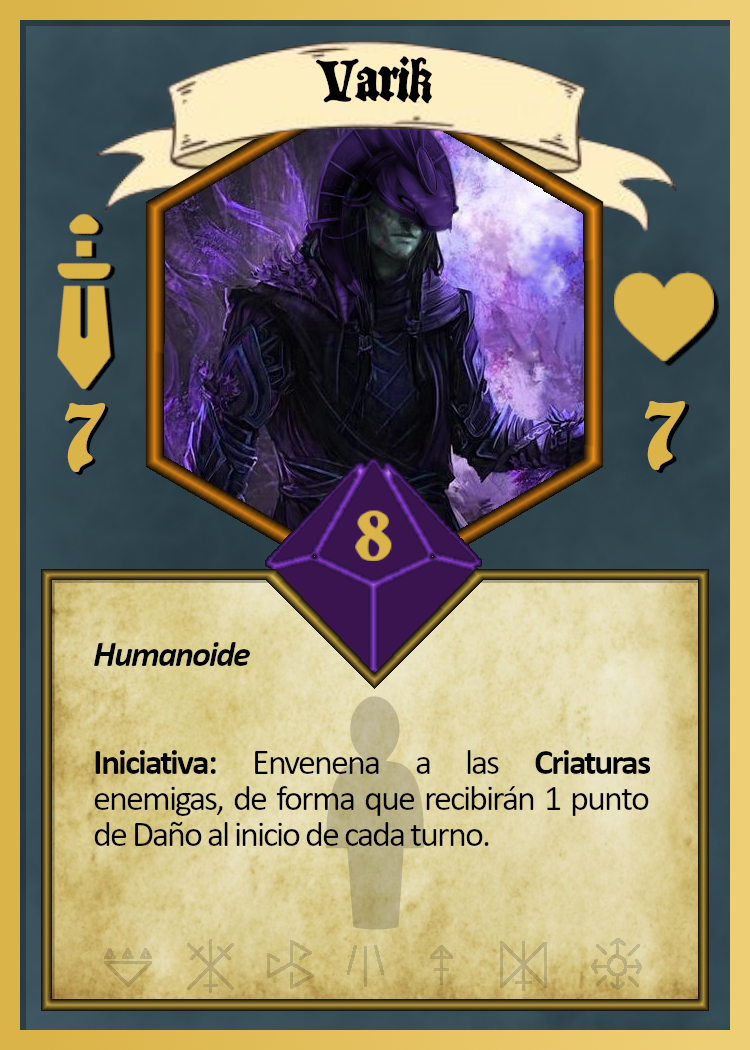 Varik
7
7
8
Humanoide
Iniciativa: Envenena a las Criaturas
enemigas, de forma que recibirán 1 punto
de Daño al inicio de cada turno.